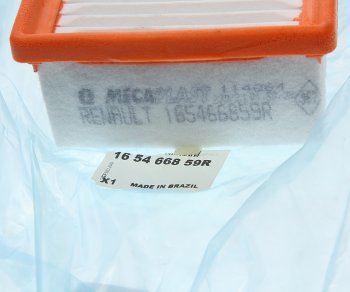 MECAPLAST
RENAULT 165466859R
16 54 668 59R
X1
MADE IN BRAZIL